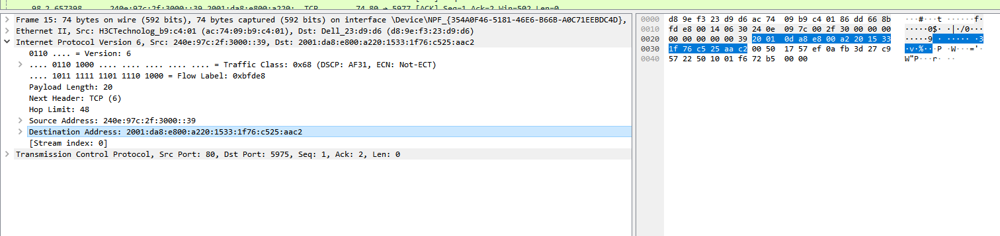 98 2.657398 240e:97c:2f:3000::39 2001:da8:e800:a220:… TCP 74 80 → 5977 [ACK] Seq=1 Ack=2 Win=502 Len=0
Frame 15: 74 bytes on wire (592 bits), 74 bytes captured (592 bits) on interface \Device\NPF_{354A0F46-5181-46E6-B66B-A0C71EEBDC4D},
Ethernet II, Src: H3CTechnolog_b9:c4:01 (ac:74:09:b9:c4:01), Dst: Dell_23:d9:d6 (d8:9e:f3:23:d9:d6)
Internet Protocol Version 6, Src: 240e:97c:2f:3000::39, Dst: 2001:da8:e800:a220:1533:1f76:c525:aac2
0110 .... = Version: 6
.... 0110 1000 .... .... .... .... .... = Traffic Class: 0x68 (DSCP: AF31, ECN: Not-ECT)
.... 1011 1111 1101 1110 1000 = Flow Label: 0xbfde8
Payload Length: 20
Next Header: TCP (6)
Hop Limit: 48
Source Address: 240e:97c:2f:3000::39
Destination Address: 2001:da8:e800:a220:1533:1f76:c525:aac2
[Stream index: 0]
Transmission Control Protocol, Src Port: 80, Dst Port: 5975, Seq: 1, Ack: 2, Len: 0
0000 d8 9e f3 23 d9 d6 ac 74 09 b9 c4 01 86 dd 66 8b ···#···t ······f·
0010 fd e8 00 14 06 30 24 0e 09 7c 00 2f 30 00 00 00 ·····0$· ·|·/0···
0020 00 00 00 00 00 39 20 01 0d a8 e8 00 a2 20 15 33 ·····9 · ····· ·3
0030 1f 76 c5 25 aa c2 00 50 17 57 ef 0a fb 3d 27 c9 ·v·%···P ·W···='·
0040 57 22 50 10 01 f6 72 b5 00 00 W"P···r· ··